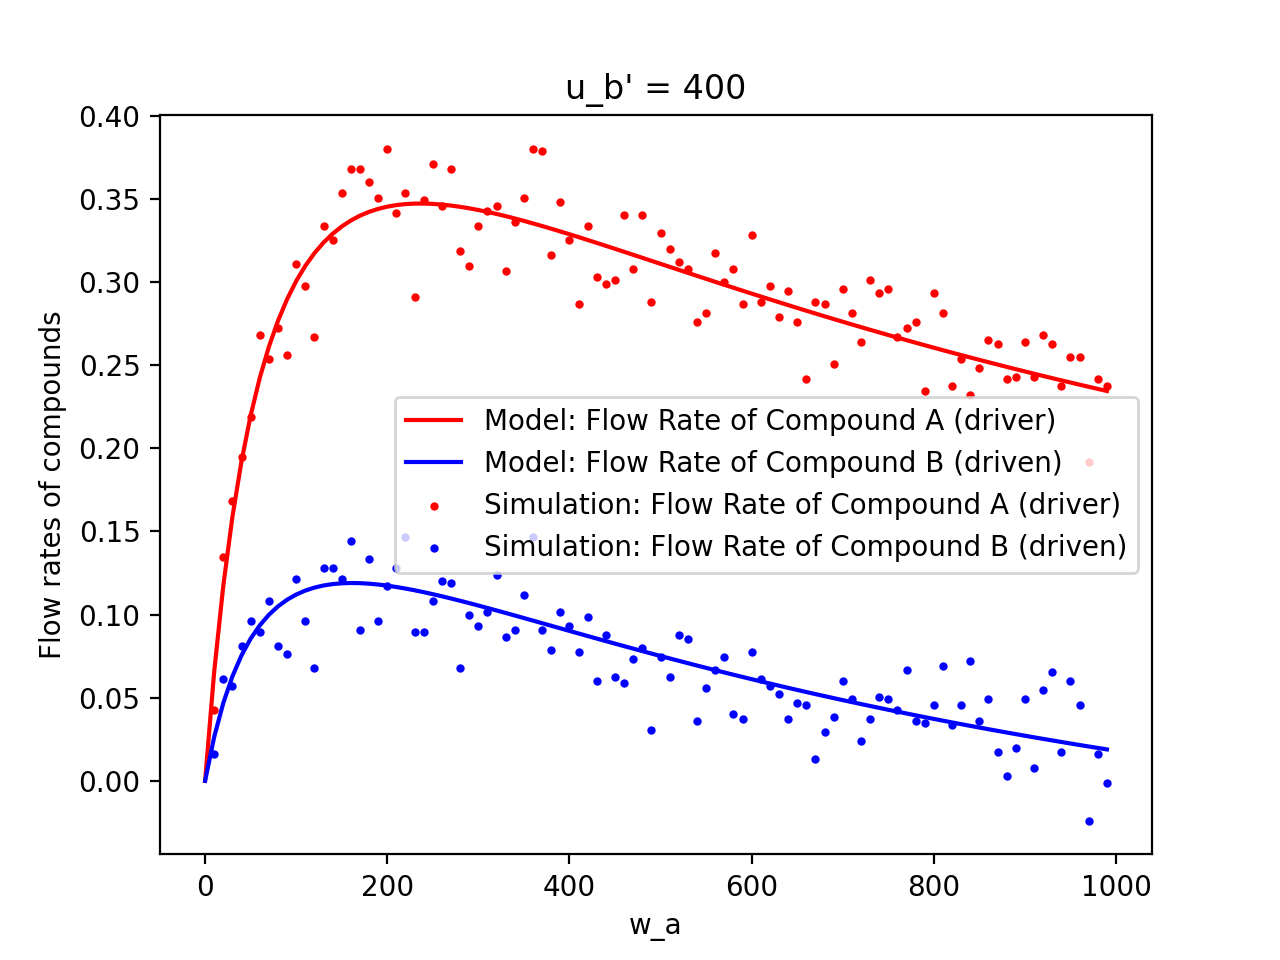 u_b' = 400
0.40
0.35
0.30
0.25
0.20
0.15
0.10
0.05
0.00
Flow rates of compounds
Model: Flow Rate of Compound A (driver)
Model: Flow Rate of Compound B (driven)
Simulation: Flow Rate of Compound A (driver)
Simulation: Flow Rate of Compound B (driven)
0 200 400 600 800 1000
w_a